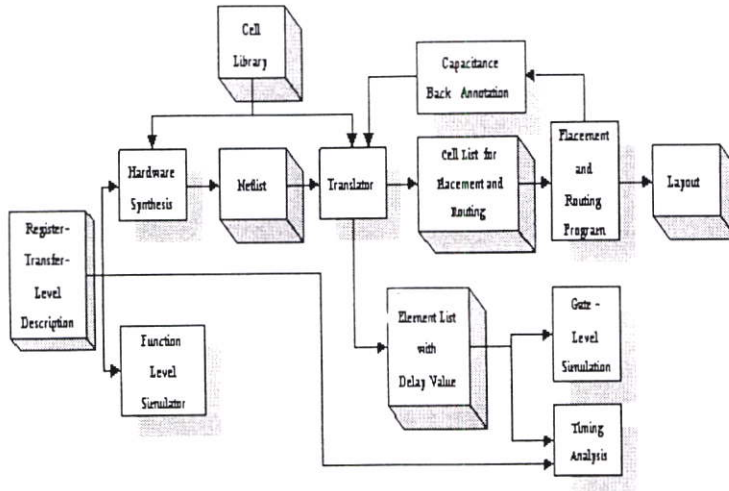 Cell
Library
Capacitance
Back Annotation
Hardware
Synthesis
Netlist
Translator
Cell List for
Placement and
Routing
Placement
and
Routing
Program
Layout
Register-
Transfer-
Level
Description
Function
Level
Simulator
Element List
with
Delay Value
Gate -
Level
Simulation
Timing
Analysis